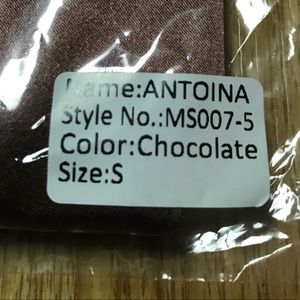 Name:ANTOINA
Style No.:MS007-5
Color:Chocolate
Size:S